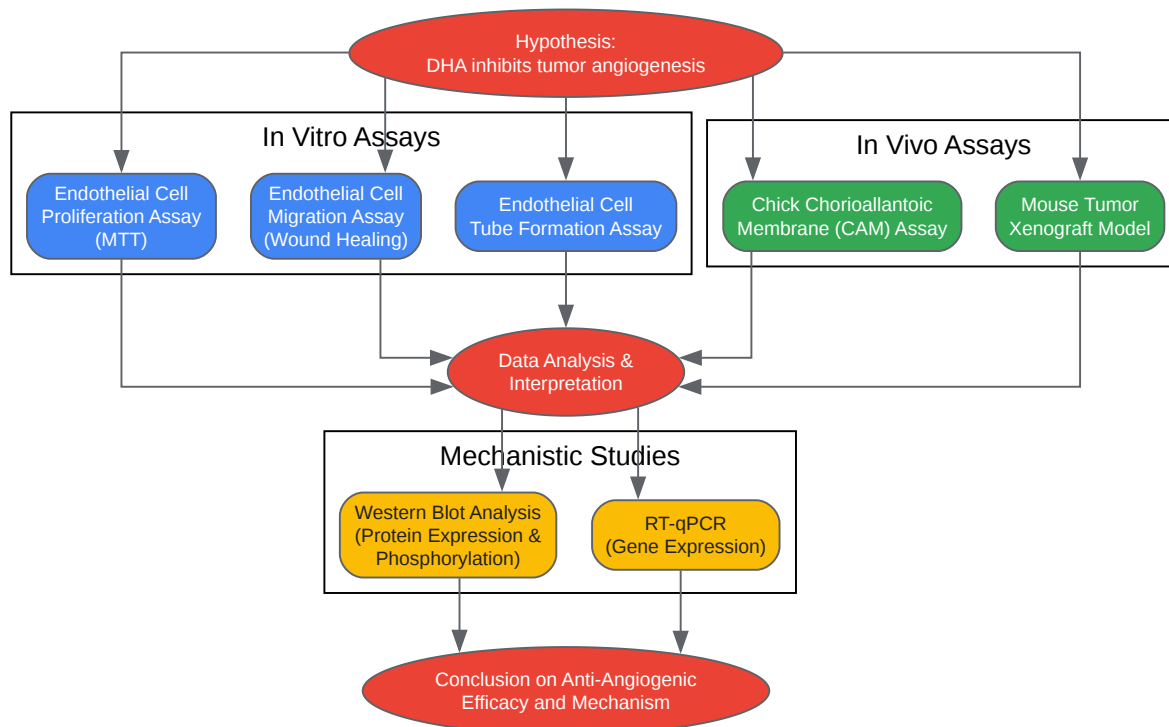 Hypothesis:
DHA inhibits tumor angiogenesis
In Vitro Assays
In Vivo Assays
Endothelial Cell
Proliferation Assay
(MTT)
Endothelial Cell
Migration Assay
(Wound Healing)
Endothelial Cell
Tube Formation Assay
Chick Chorioallantoic
Membrane (CAM) Assay
Mouse Tumor
Xenograft Model
Data Analysis &
Interpretation
Mechanistic Studies
Western Blot Analysis
(Protein Expression &
Phosphorylation)
RT-qPCR
(Gene Expression)
Conclusion on Anti-Angiogenic
Efficacy and Mechanism